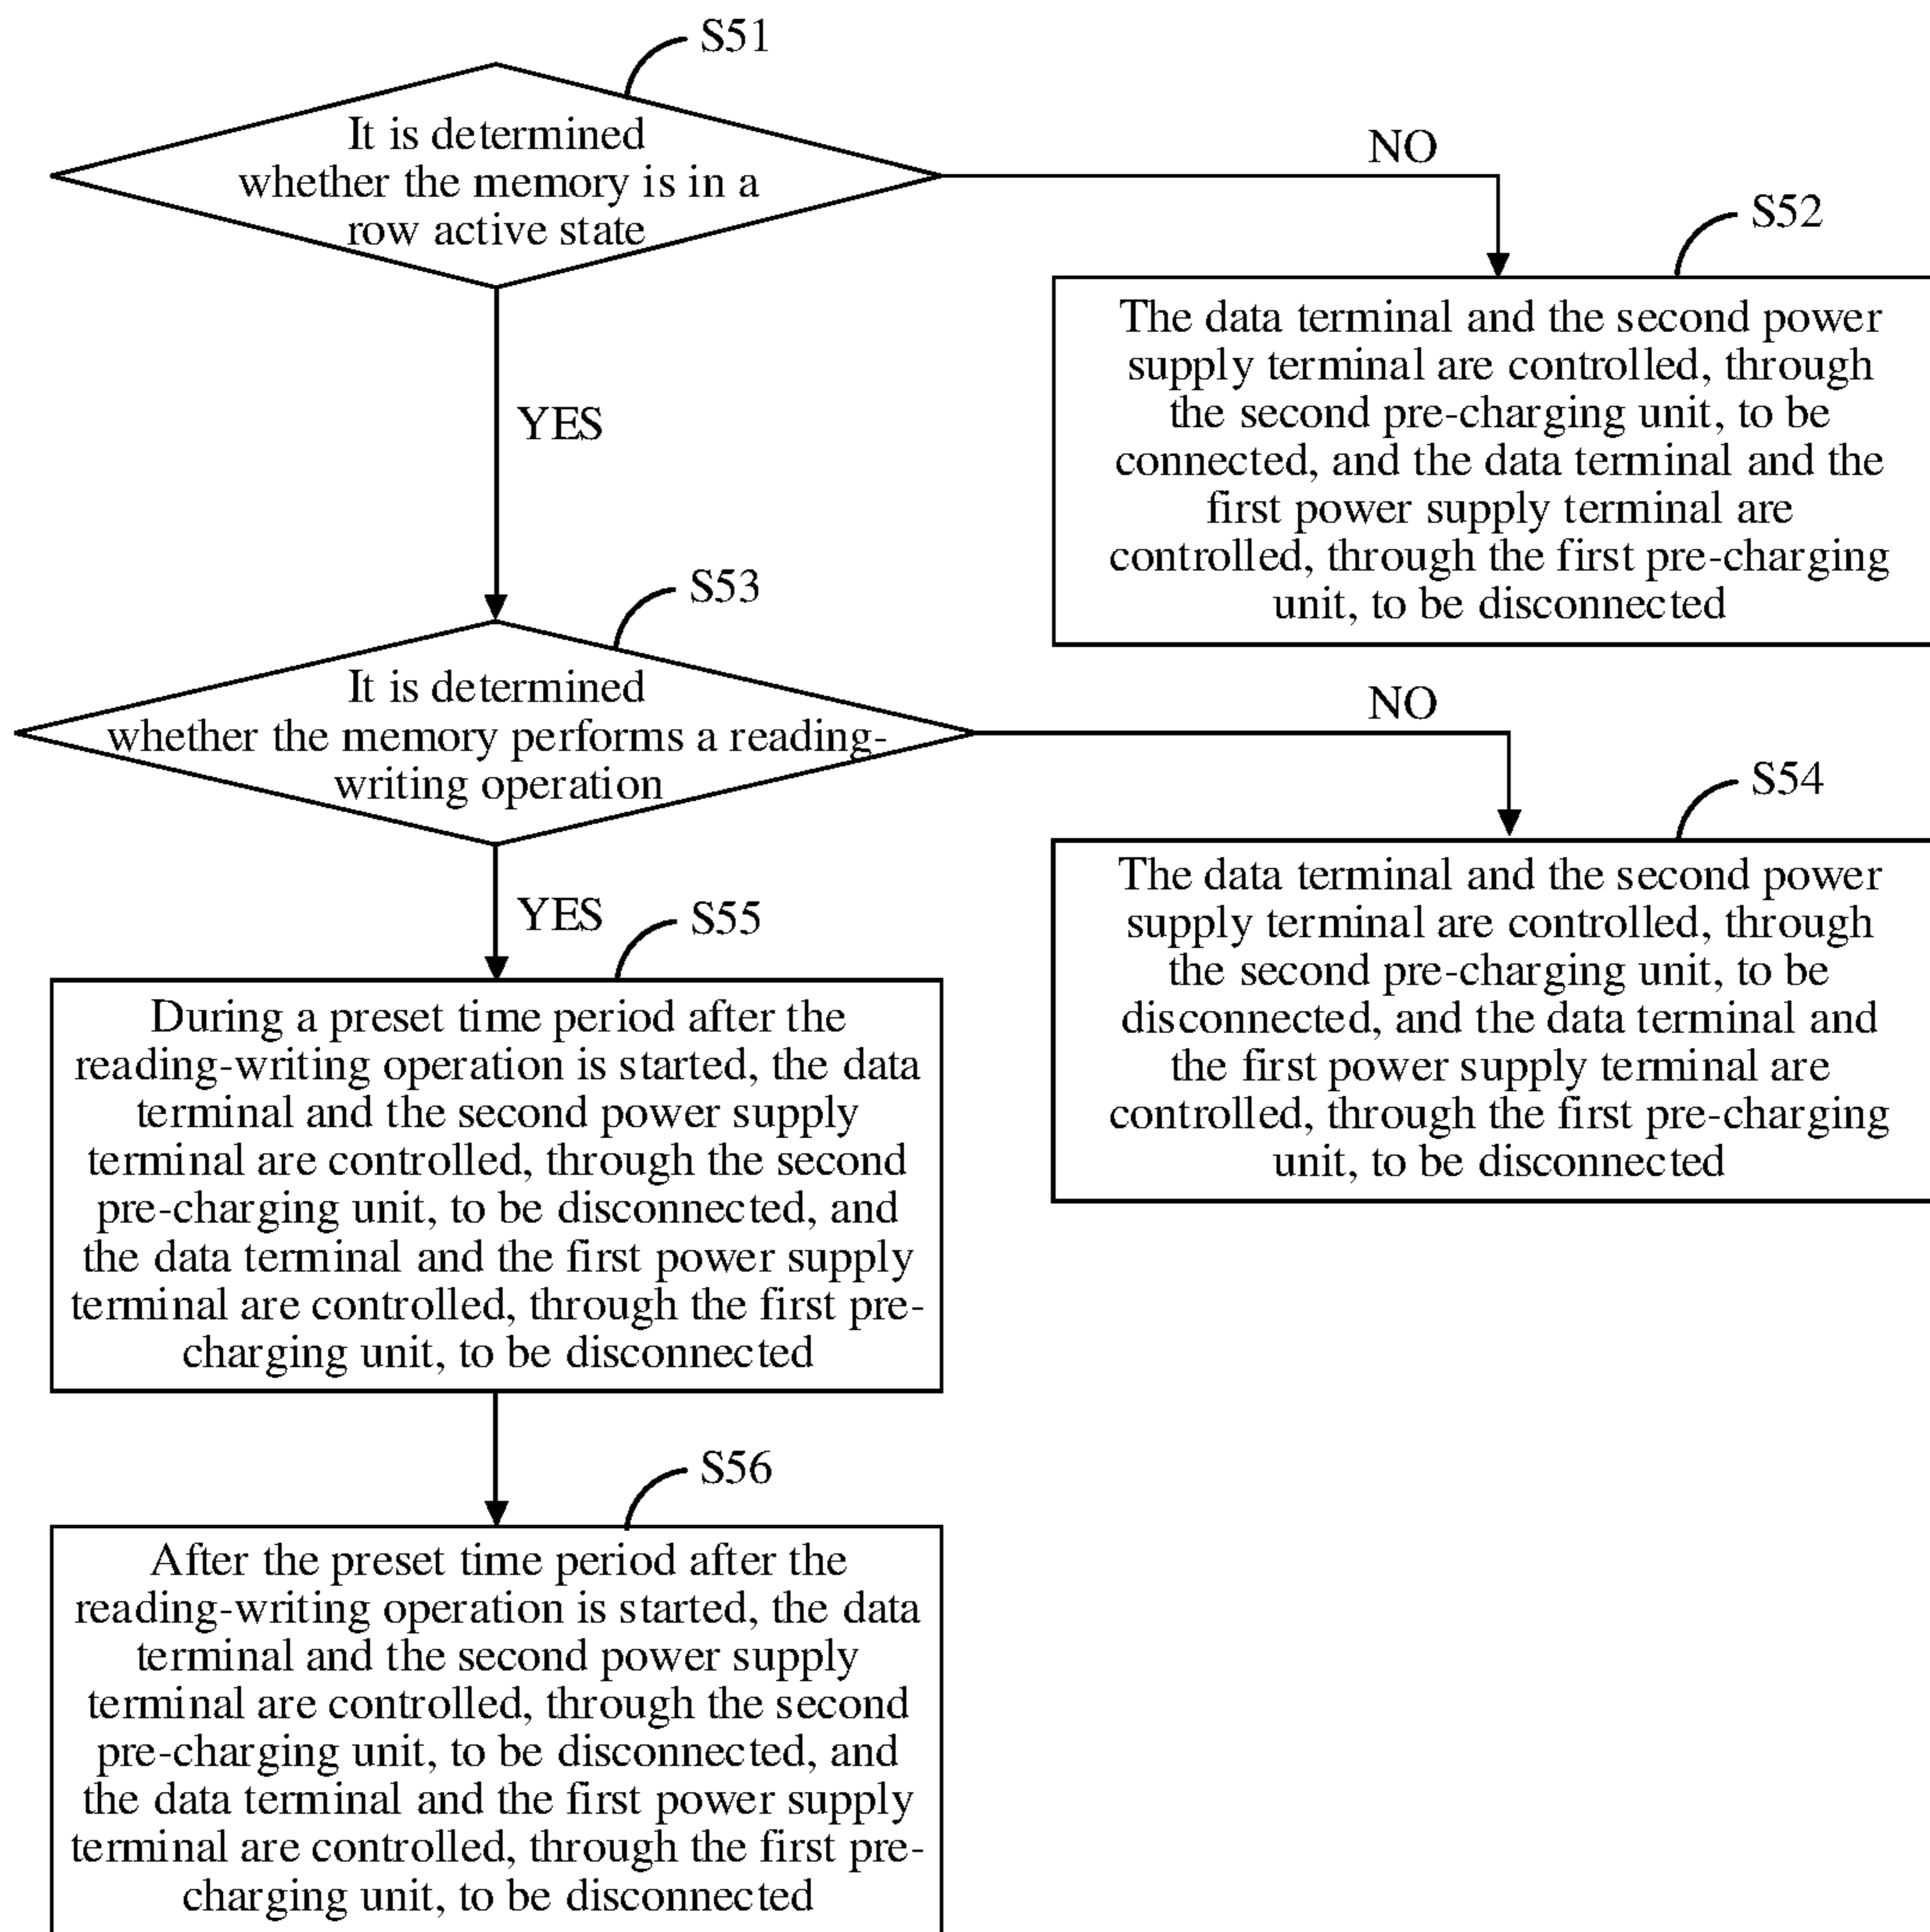 S51
It is determined
whether the memory is in a
row active state
NO
S52
The data terminal and the second power
supply terminal are controlled, through
the second pre-charging unit, to be
connected, and the data terminal and the
first power supply terminal are
controlled, through the first pre-charging
unit, to be disconnected
YES
S53
It is determined
whether the memory performs a reading-
writing operation
NO
S54
The data terminal and the second power
supply terminal are controlled, through
the second pre-charging unit, to be
disconnected, and the data terminal and
the first power supply terminal are
controlled, through the first pre-charging
unit, to be disconnected
YES
S55
During a preset time period after the
reading-writing operation is started, the data
terminal and the second power supply
terminal are controlled, through the second
pre-charging unit, to be disconnected, and
the data terminal and the first power supply
terminal are controlled, through the first pre-
charging unit, to be disconnected
S56
After the preset time period after the
reading-writing operation is started, the data
terminal and the second power supply
terminal are controlled, through the second
pre-charging unit, to be disconnected, and
the data terminal and the first power supply
terminal are controlled, through the first pre-
charging unit, to be disconnected